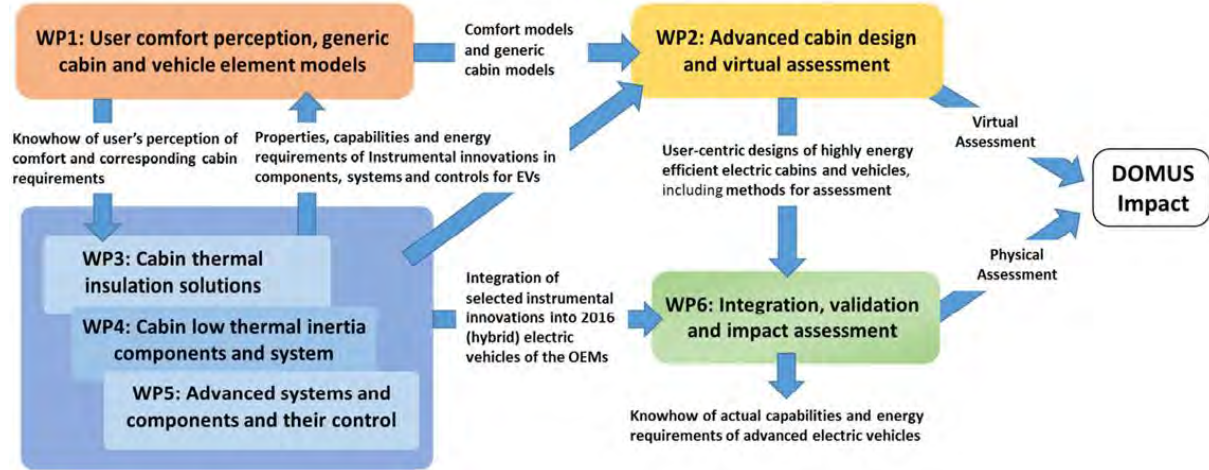 WP1: User comfort perception, generic
cabin and vehicle element models
Comfort models
and generic
cabin models
WP2: Advanced cabin design
and virtual assessment
Knowhow of user's perception of
comfort and corresponding cabin
requirements
Properties, capabilities and energy
requirements of Instrumental innovations in
components, systems and controls for EVs
User-centric designs of highly energy
efficient electric cabins and vehicles,
including methods for assessment
Virtual
Assessment
DOMUS
Impact
WP3: Cabin thermal
insulation solutions
WP4: Cabin low thermal inertia
components and system
WP5: Advanced systems and
components and their control
Integration of
selected instrumental
innovations into 2016
(hybrid) electric
vehicles of the OEMs
WP6: Integration, validation
and impact assessment
Physical
Assessment
Knowhow of actual capabilities and energy
requirements of advanced electric vehicles